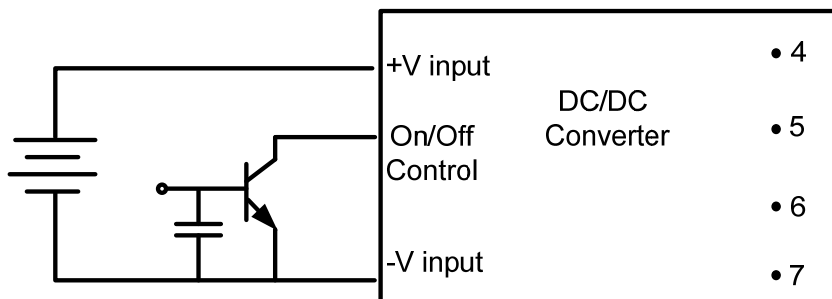 +V input
On/Off
Control
-V input
DC/DC
Converter
4
5
6
7